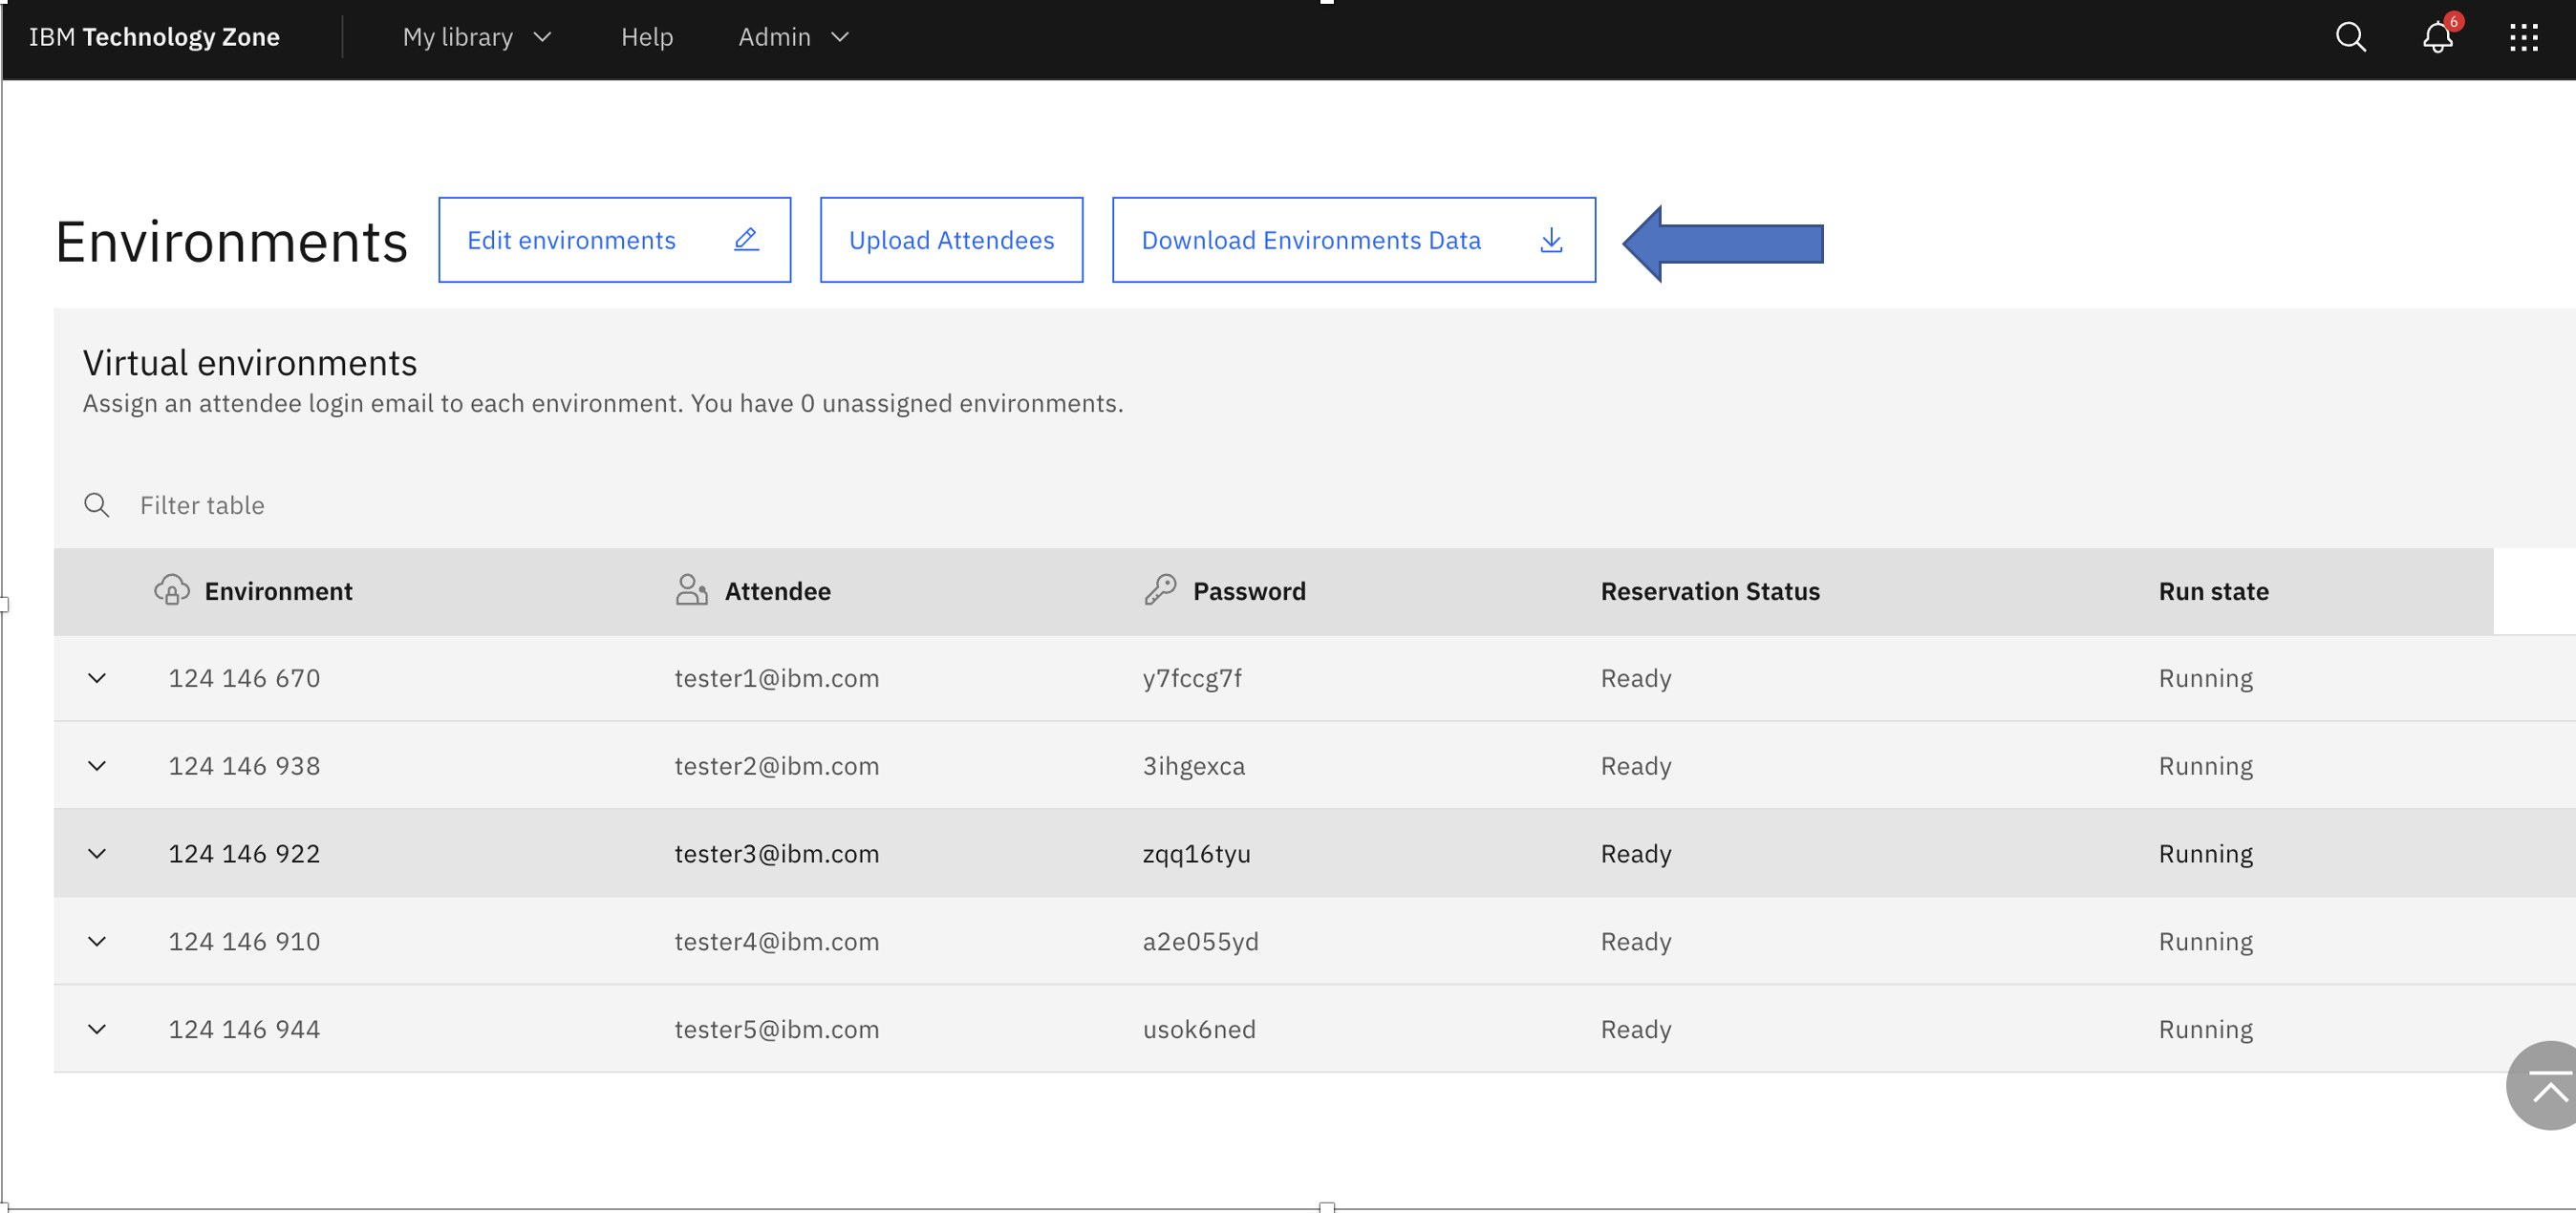 IBM Technology Zone My library Help Admin 6
Environments Edit environments Upload Attendees Download Environments Data
Virtual environments
Assign an attendee login email to each environment. You have 0 unassigned environments.
Filter table
Environment Attendee Password Reservation Status Run state
124 146 670 tester1@ibm.com y7fccg7f Ready Running
124 146 938 tester2@ibm.com 3ihgexca Ready Running
124 146 922 tester3@ibm.com zqq16tyu Ready Running
124 146 910 tester4@ibm.com a2e055yd Ready Running
124 146 944 tester5@ibm.com usok6ned Ready Running